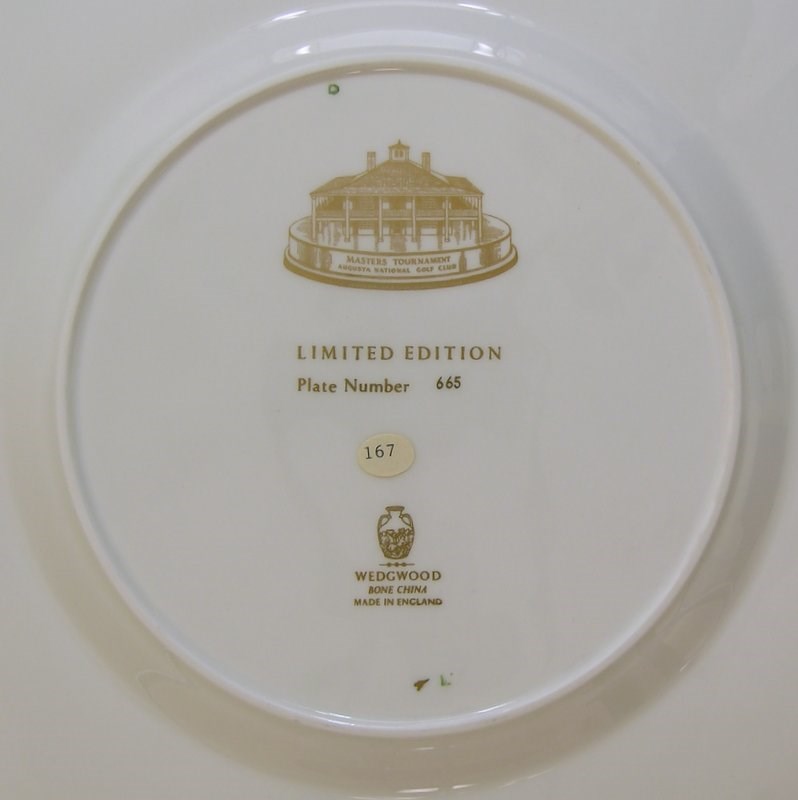 MASTERS TOURNAMENT
AUGUSTA NATIONAL GOLF CLUB
LIMITED EDITION
Plate Number 665
167
WEDGWOOD
BONE CHINA
MADE IN ENGLAND